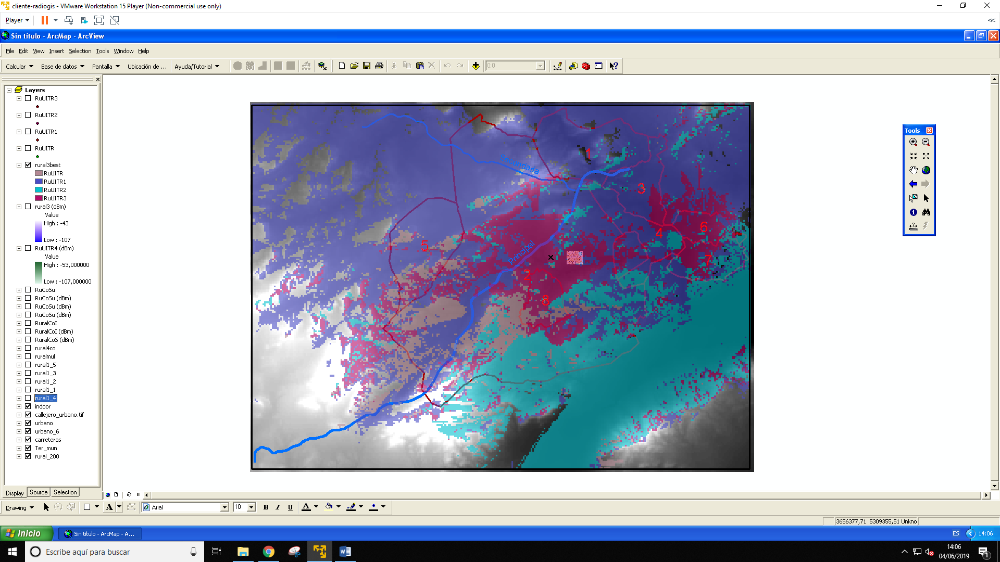 cliente-radiogis - VMware Workstation 15 Player (Non-commercial use only)
Player
Sin título - ArcMap - ArcView
File Edit View Insert Selection Tools Window Help
Calcular Base de datos Pantalla Ubicación de ... Ayuda/Tutorial 0:0
Layers
RuUITR3
RuUITR2
RuUITR1
RuUITR
rural3best
RuUITR
RuUITR1
RuUITR2
RuUITR3
rural3 (dBm)
Value
High : -43
Low : -107
RuUITR4 (dBm)
Value
High : -53,000000
Low : -107,000000
RuCoSu
RuCoSu (dBm)
RuCoSu (dBm)
RuCoSu (dBm)
RuralCoI
RuralCoI (dBm)
RuralCoS (dBm)
rural4co
ruralmul
rural1_5
rural1_3
rural1_2
rural1_1
rural1_4
indoor
callejero_urbano.tif
urbano
urbano_6
carreteras
Ter_mun
rural_200
Display Source Selection
1
Secundaria
3
6
4
5
Principal
7
2
6
Tools
Drawing A Arial 10 B I U A
3656377,71 5309355,51 Unkno
Inicio
Sin título - ArcMap - A...
ES 14:06
Escribe aquí para buscar
14:06
04/06/2019
1